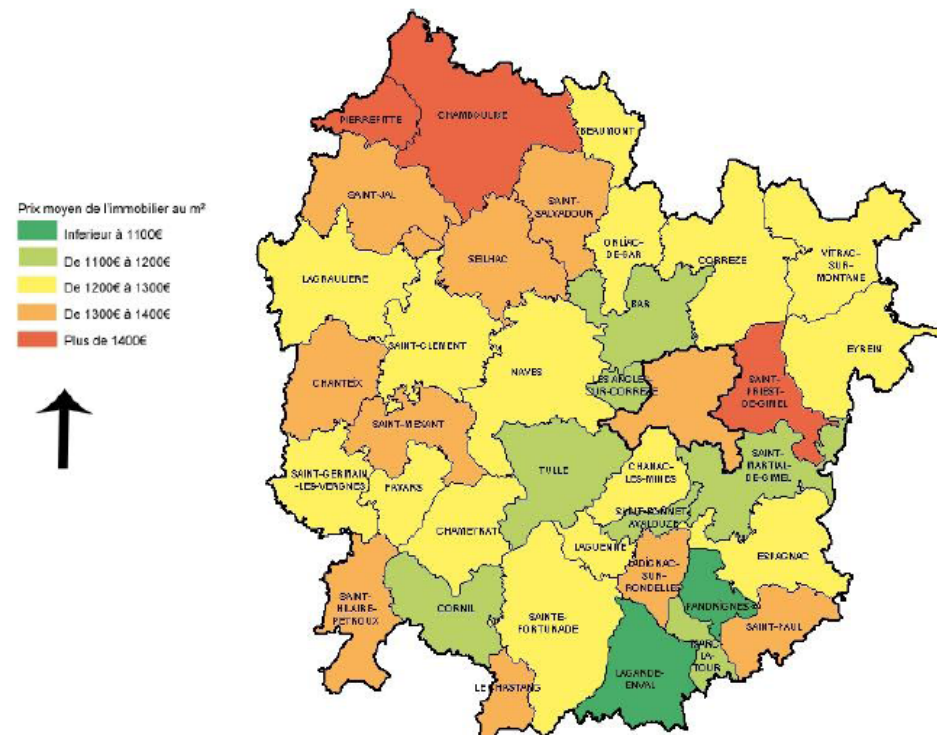 PIERREFITTE
CHAMBOULIVE
BEAUMONT
SAINT-JAL
SAINT-
SALVADOUR
Prix moyen de l'immobilier au m²
Inferieur à 1100€
De 1100€ à 1200€
De 1200€ à 1300€
De 1300€ à 1400€
Plus de 1400€
SEILHAC
ORLIAC-
DE-BAR
CORREZE
VITRAC-
SUR-
MONTANE
LAGRAULIERE
BAR
SAINT-CLEMENT
EYREIN
NAVES
CHANTEIX
LES ANGLES
SUR-CORREZE
SAINT-
PRIEST-
DE-GIMEL
SAINT-MEXANT
SAINT-GERMAIN
-LES-VERGNES
FAVARS
TULLE
CHANAC-
LES-MINES
SAINT-
MARTIAL-
DE-GIMEL
SAINT-BONNET
AVALOUZE
CHAMEYRAT
LAGUENNE
ESPAGNAC
LADIGNAC-
SUR-
RONDELLES
SAINT-
HILAIRE-
PEYROUX
CORNIL
SAINTE-
FORTUNADE
PANDRIGNES
SAINT-PAUL
MARC-
LA-
TOUR
LE CHASTANG
LAGARDE-
ENVAL